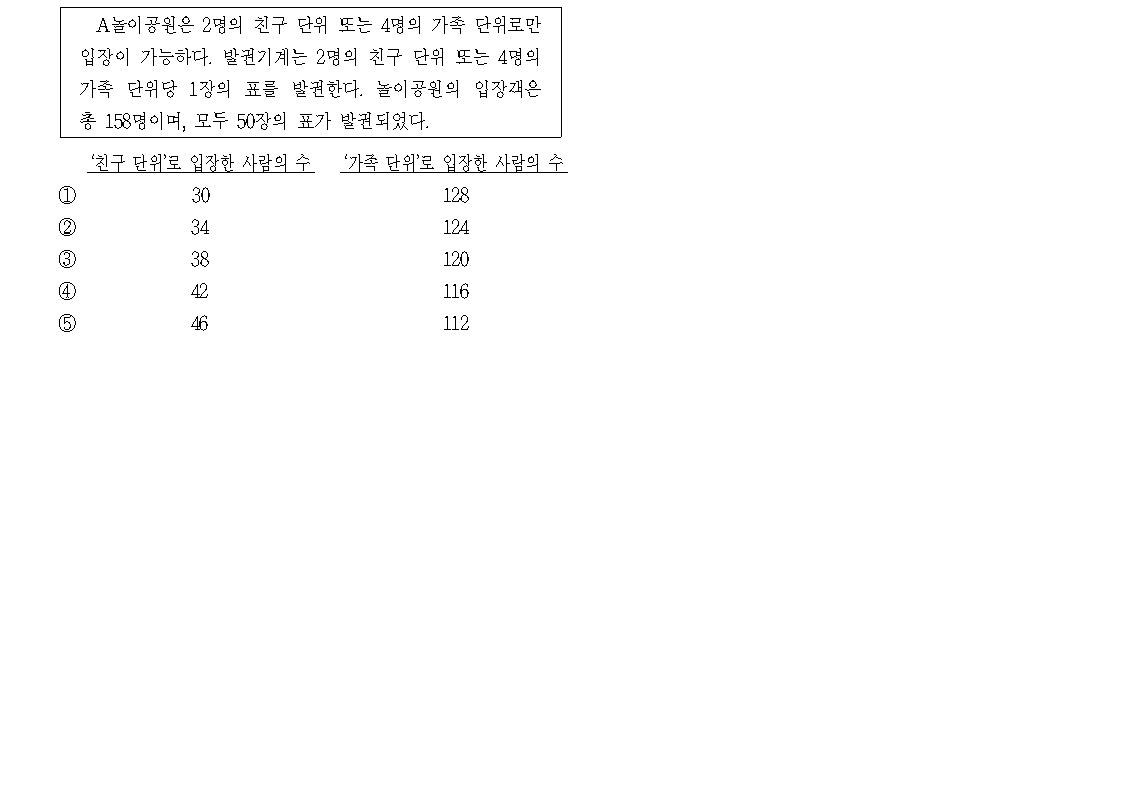 A놀이공원은 2명의 친구 단위 또는 4명의 가족 단위로만
입장이 가능하다. 발권기계는 2명의 친구 단위 또는 4명의
가족 단위당 1장의 표를 발권한다. 놀이공원의 입장객은
총 158명이며, 모두 50장의 표가 발권되었다.
‘친구 단위’로 입장한 사람의 수 ‘가족 단위’로 입장한 사람의 수
① 30 128
② 34 124
③ 38 120
④ 42 116
⑤ 46 112